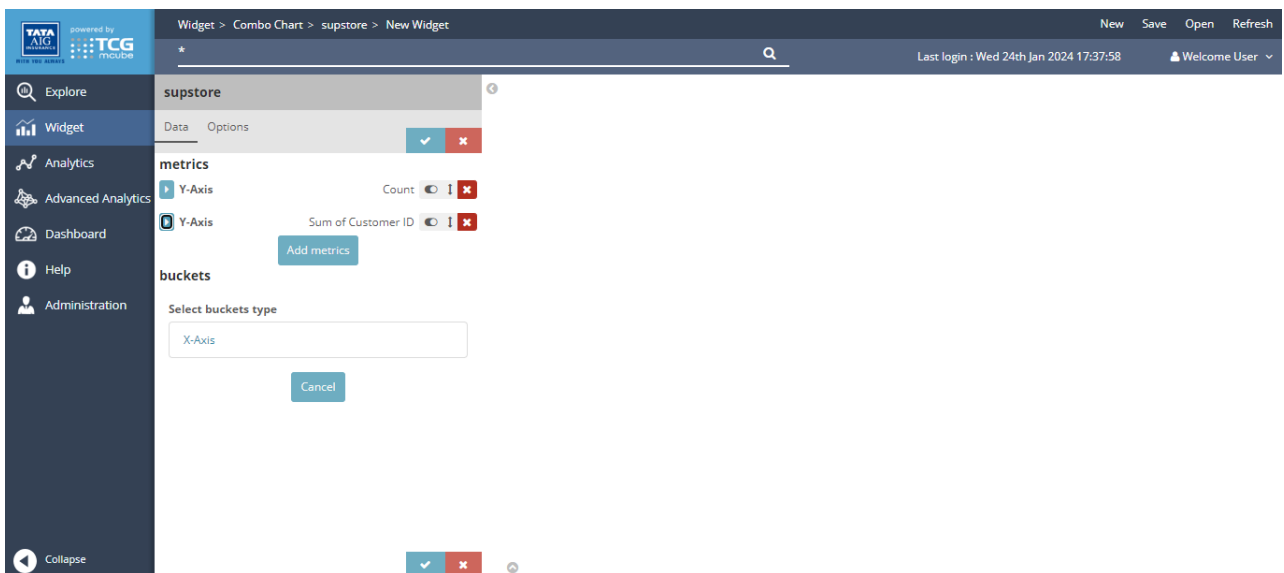 TATA
AIG
INSURANCE
WITH YOU ALWAYS
powered by
TCG
mcube
Widget > Combo Chart > supstore > New Widget
New Save Open Refresh
*
Last login : Wed 24th Jan 2024 17:37:58
Welcome User
Explore
Widget
Analytics
Advanced Analytics
Dashboard
Help
Administration
Collapse
supstore
Data Options
metrics
Y-Axis Count
Y-Axis Sum of Customer ID
Add metrics
buckets
Select buckets type
X-Axis
Cancel